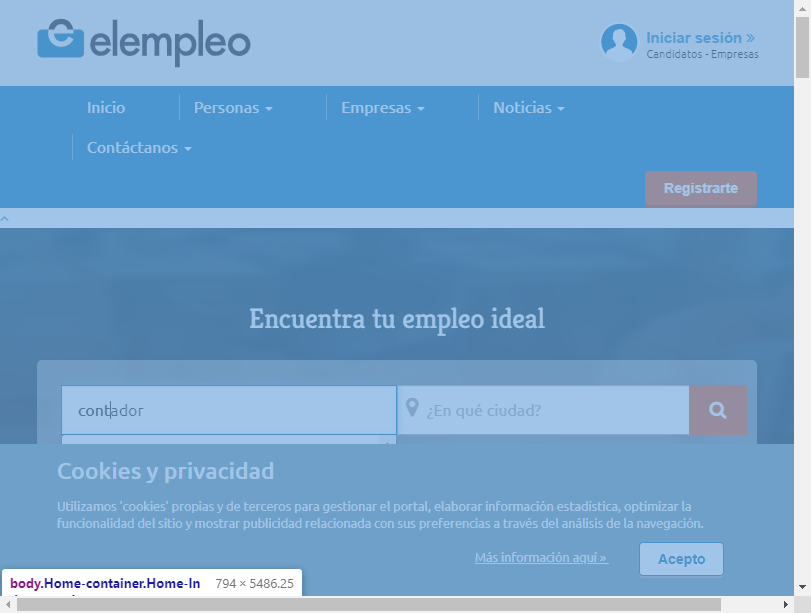 elempleo
Iniciar sesión »
Candidatos - Empresas
Inicio
Personas
Empresas
Noticias
Contáctanos
Registrarte
Encuentra tu empleo ideal
contador
¿En qué ciudad?
Cookies y privacidad
Utilizamos 'cookies' propias y de terceros para gestionar el portal, elaborar información estadística, optimizar la
funcionalidad del sitio y mostrar publicidad relacionada con sus preferencias a través del análisis de la navegación.
Más información aquí »
Acepto
body.Home-container.Home-In 794 × 5486.25